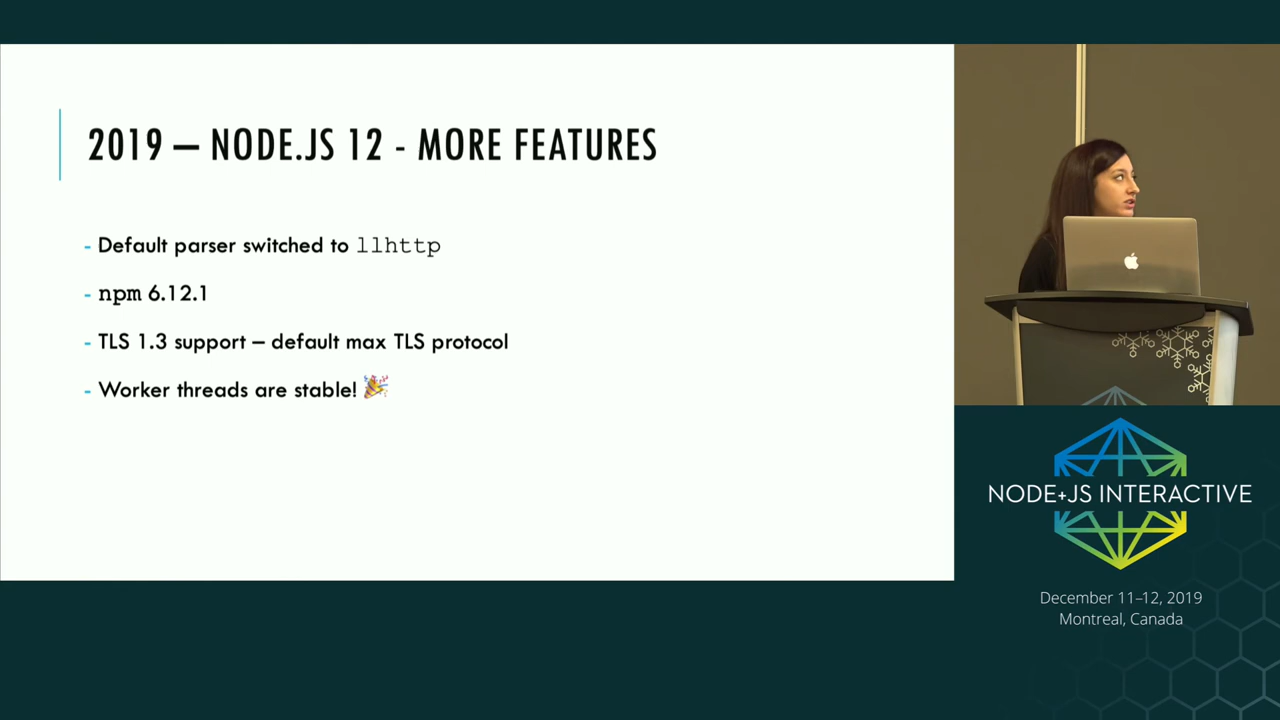 2019 – NODE.JS 12 - MORE FEATURES
- Default parser switched to llhttp
- npm 6.12.1
- TLS 1.3 support – default max TLS protocol
- Worker threads are stable! 🎉
NODE+JS INTERACTIVE
December 11–12, 2019
Montreal, Canada